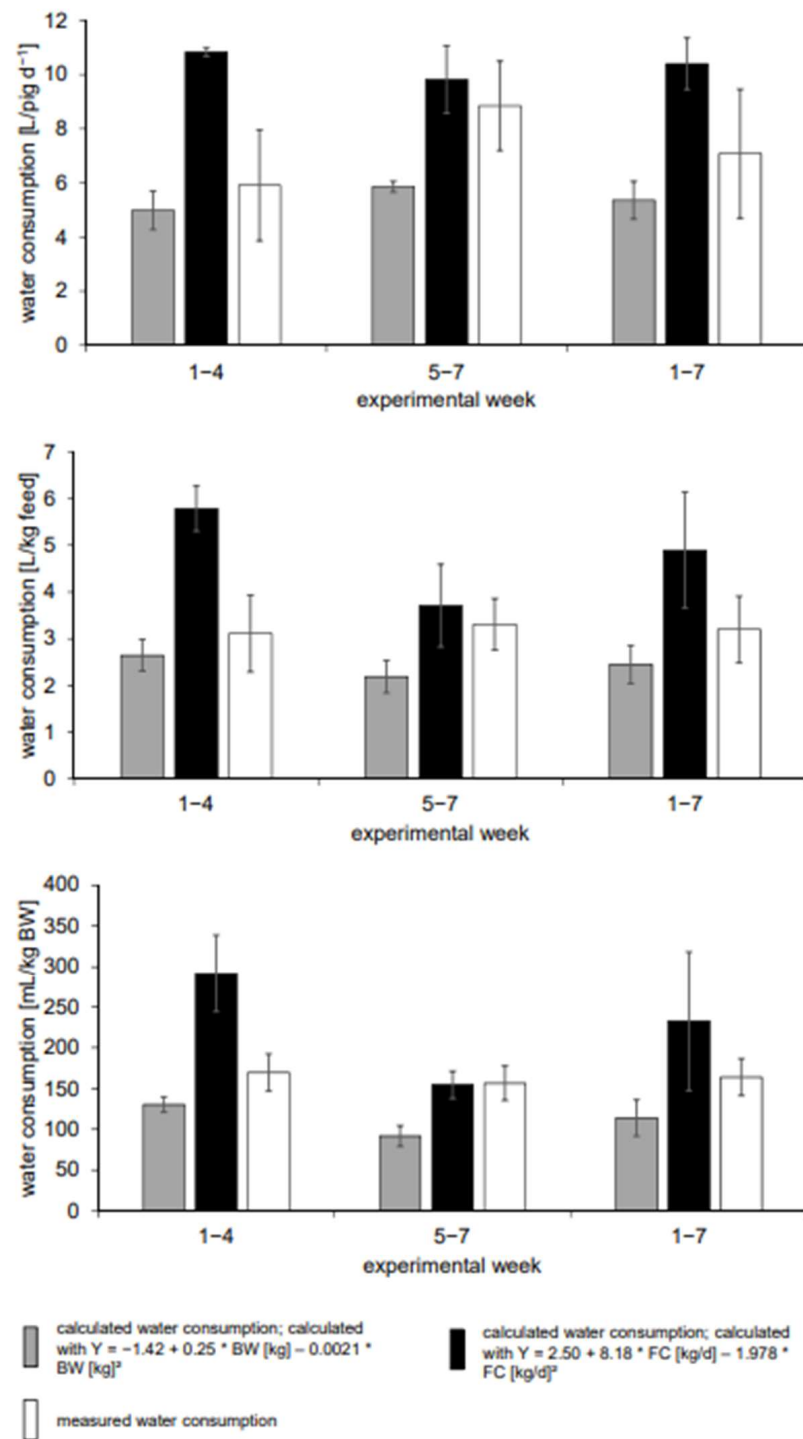 water consumption [L/pig d⁻¹]
12
10
8
6
4
2
0
1−4
5−7
1−7
experimental week
water consumption [L/kg feed]
7
6
5
4
3
2
1
0
1−4
5−7
1−7
experimental week
water consumption [mL/kg BW]
400
350
300
250
200
150
100
50
0
1−4
5−7
1−7
experimental week
calculated water consumption; calculated
with Y = −1.42 + 0.25 * BW [kg] – 0.0021 *
BW [kg]²
calculated water consumption; calculated
with Y = 2.50 + 8.18 * FC [kg/d] – 1.978 *
FC [kg/d]²
measured water consumption